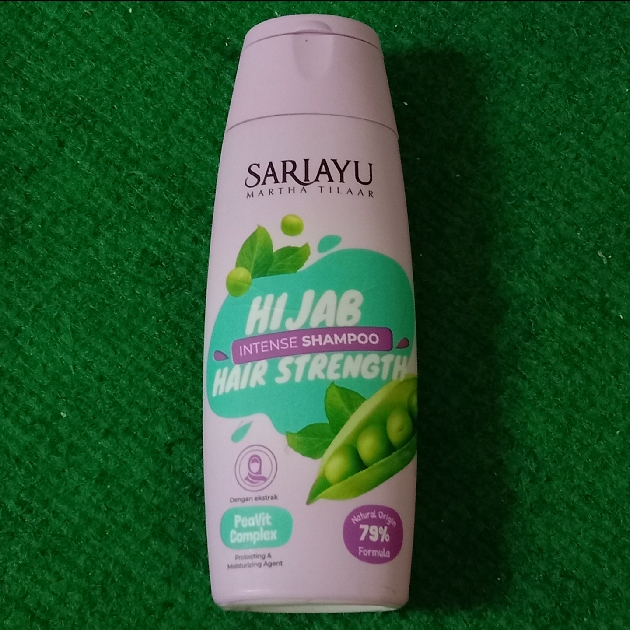 SARIAYU
MARTHA TILAAR
HIJAB
INTENSE SHAMPOO
HAIR STRENGTH
Dengan ekstrak
PeaVit
Complex
Protecting &
Moisturizing Agent
Natural Origin
79%
Formula